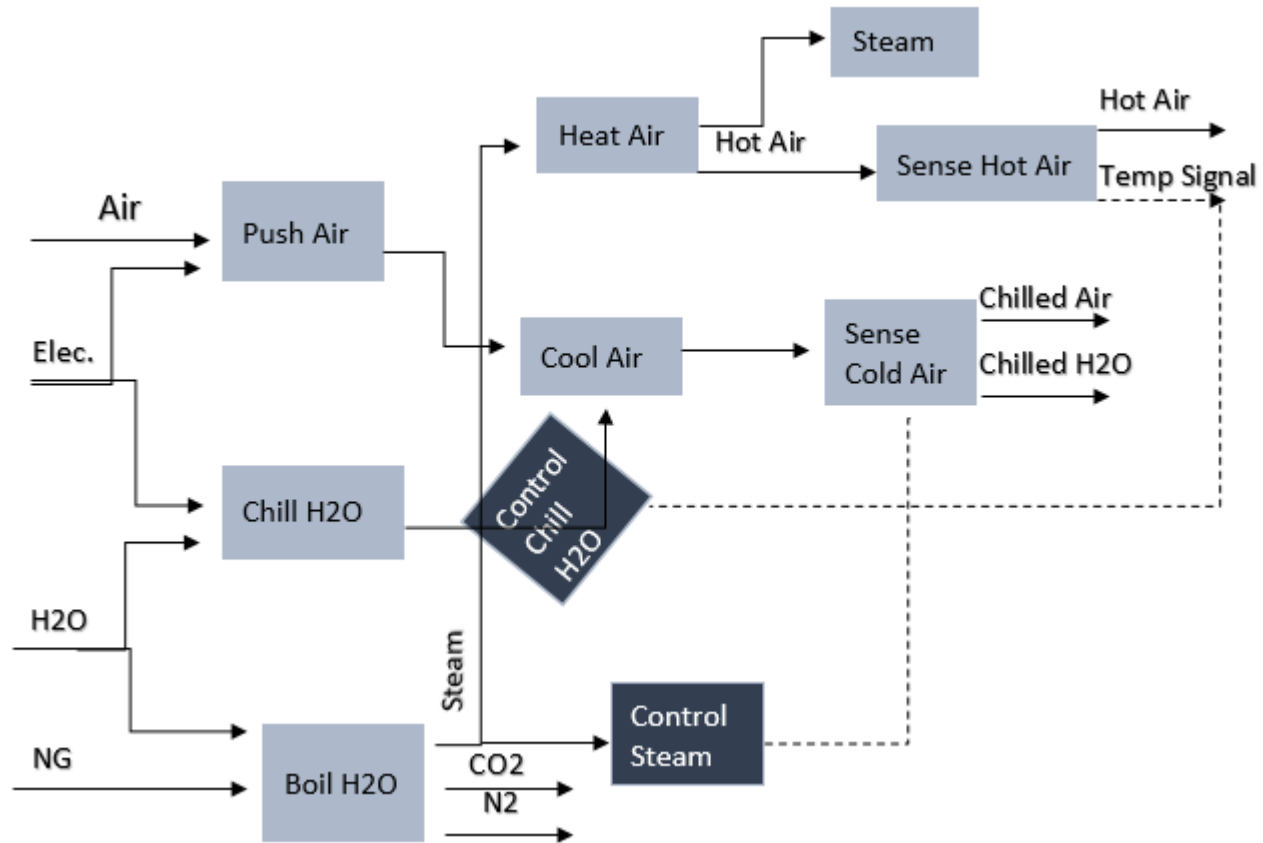 Steam
Hot Air
Heat Air
Hot Air
Sense Hot Air
Temp Signal
Air
Push Air
Chilled Air
Elec.
Sense
Cold Air
Cool Air
Chilled H2O
Control
Chill
H2O
Chill H2O
H2O
Steam
Control
Steam
NG
CO2
Boil H2O
N2